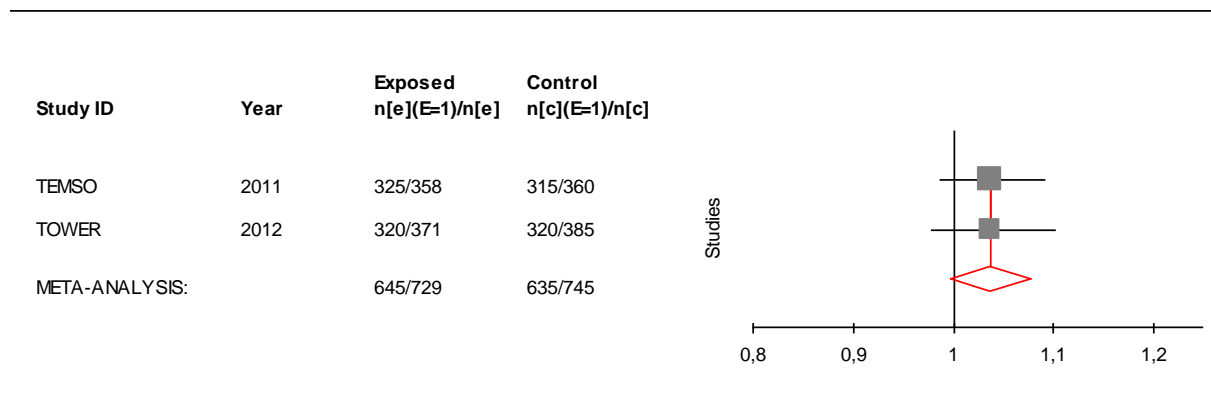 Exposed Control
Study ID Year n[e](E=1)/n[e] n[c](E=1)/n[c]
TEMSO 2011 325/358 315/360
TOWER 2012 320/371 320/385
META-ANALYSIS: 645/729 635/745
Studies
0,8 0,9 1 1,1 1,2